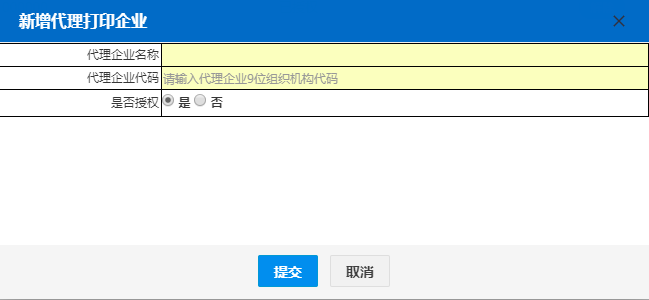 新增代理打印企业
代理企业名称
代理企业代码 请输入代理企业9位组织机构代码
是否授权 是 否
提交 取消